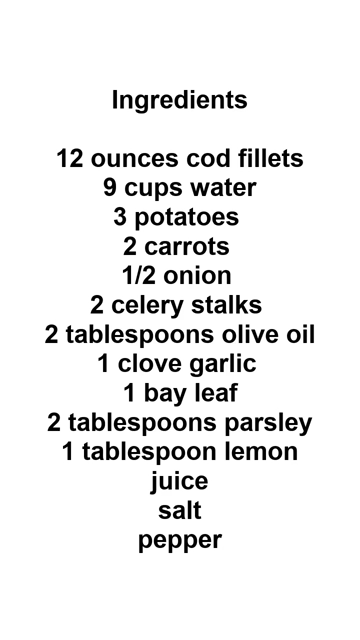 Ingredients
12 ounces cod fillets
9 cups water
3 potatoes
2 carrots
1/2 onion
2 celery stalks
2 tablespoons olive oil
1 clove garlic
1 bay leaf
2 tablespoons parsley
1 tablespoon lemon
juice
salt
pepper